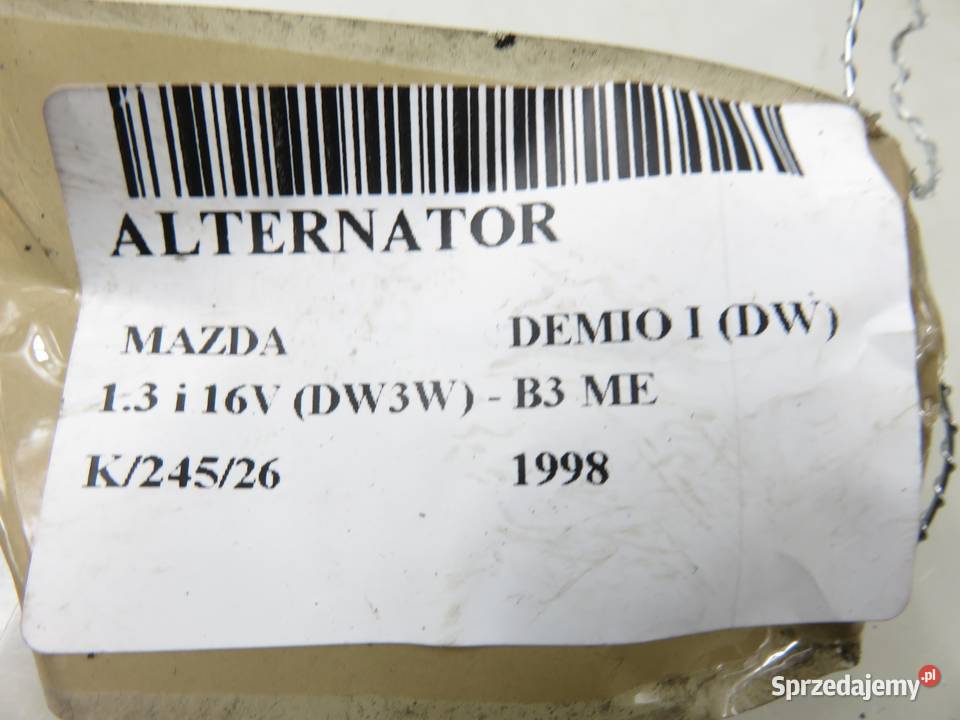 ALTERNATOR
MAZDA DEMIO I (DW)
1.3 i 16V (DW3W) - B3 ME
K/245/26 1998
Sprzedajemy.pl